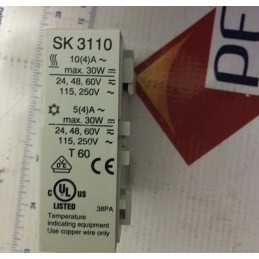 SK 3110
10(4)A ~
max. 30W ⎓
24, 48, 60V ⎓
115, 250V ~
5(4)A ~
max. 30W ⎓
24, 48, 60V ⎓
115, 250V ~
T 60
C UL US
LISTED
38PA
Temperature
indicating equipment
Use copper wire only